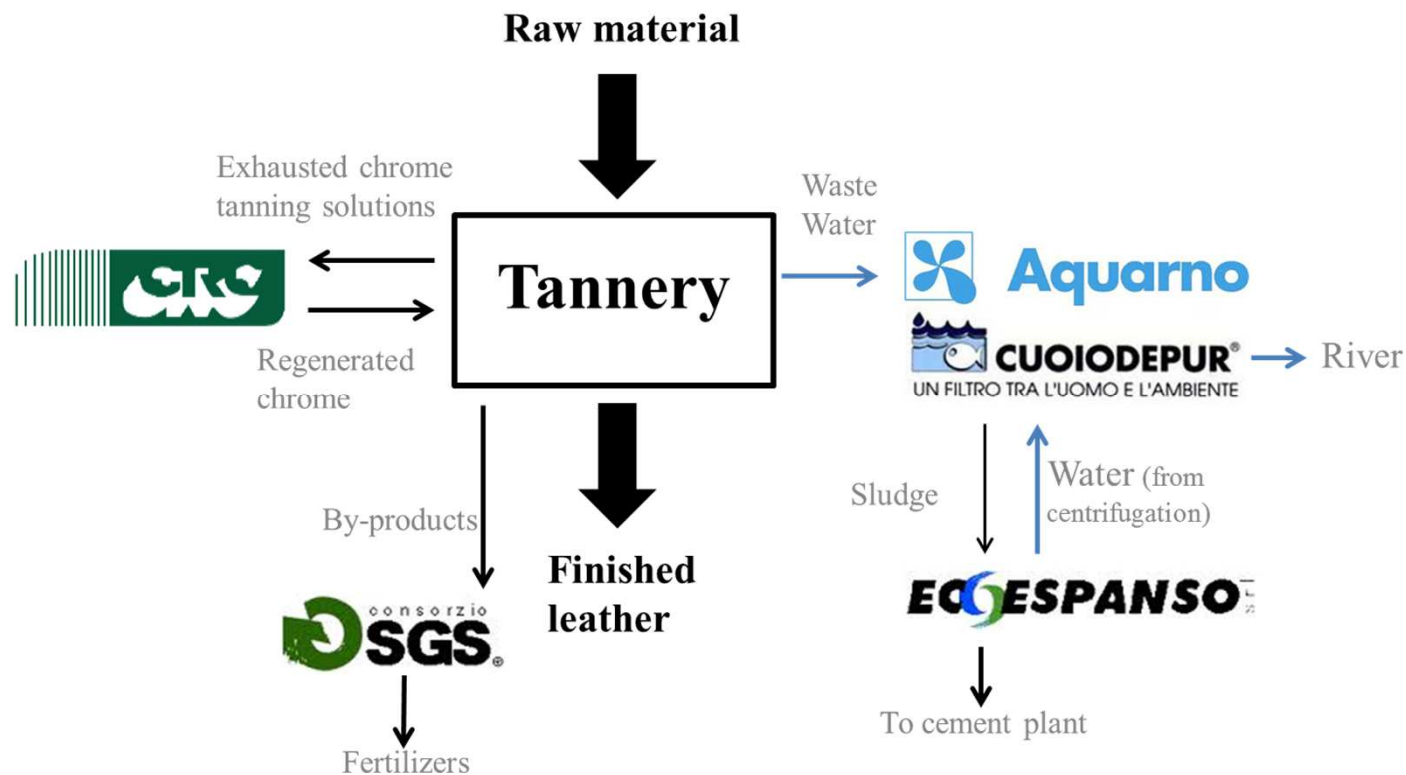 Raw material
Exhausted chrome
tanning solutions
Waste
Water
Tannery
Aquarno
CUOIODEPUR®
UN FILTRO TRA L'UOMO E L'AMBIENTE
River
Regenerated
chrome
By-products
Sludge
Water (from
centrifugation)
Finished
leather
consorzio
SGS®
ECOESPANSO
To cement plant
Fertilizers